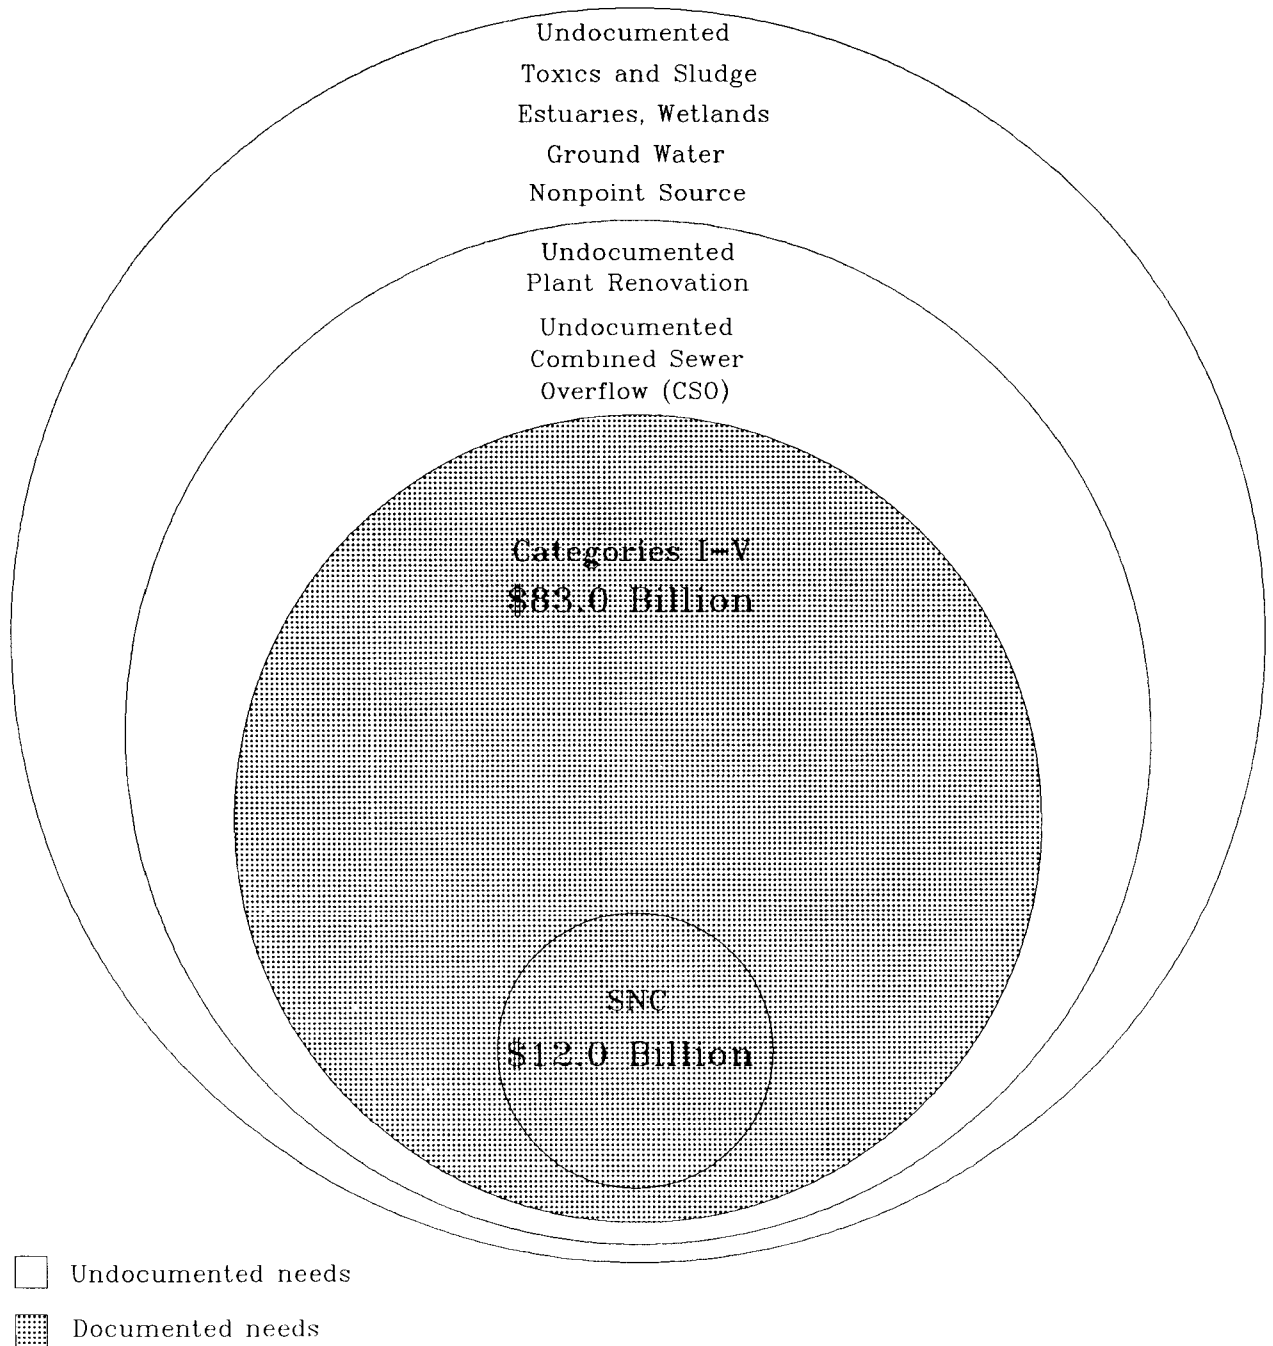 Undocumented
Toxics and Sludge
Estuaries, Wetlands
Ground Water
Nonpoint Source
Undocumented
Plant Renovation
Undocumented
Combined Sewer
Overflow (CSO)
Categories I-V
$83.0 Billion
SNC
$12.0 Billion
Undocumented needs
Documented needs